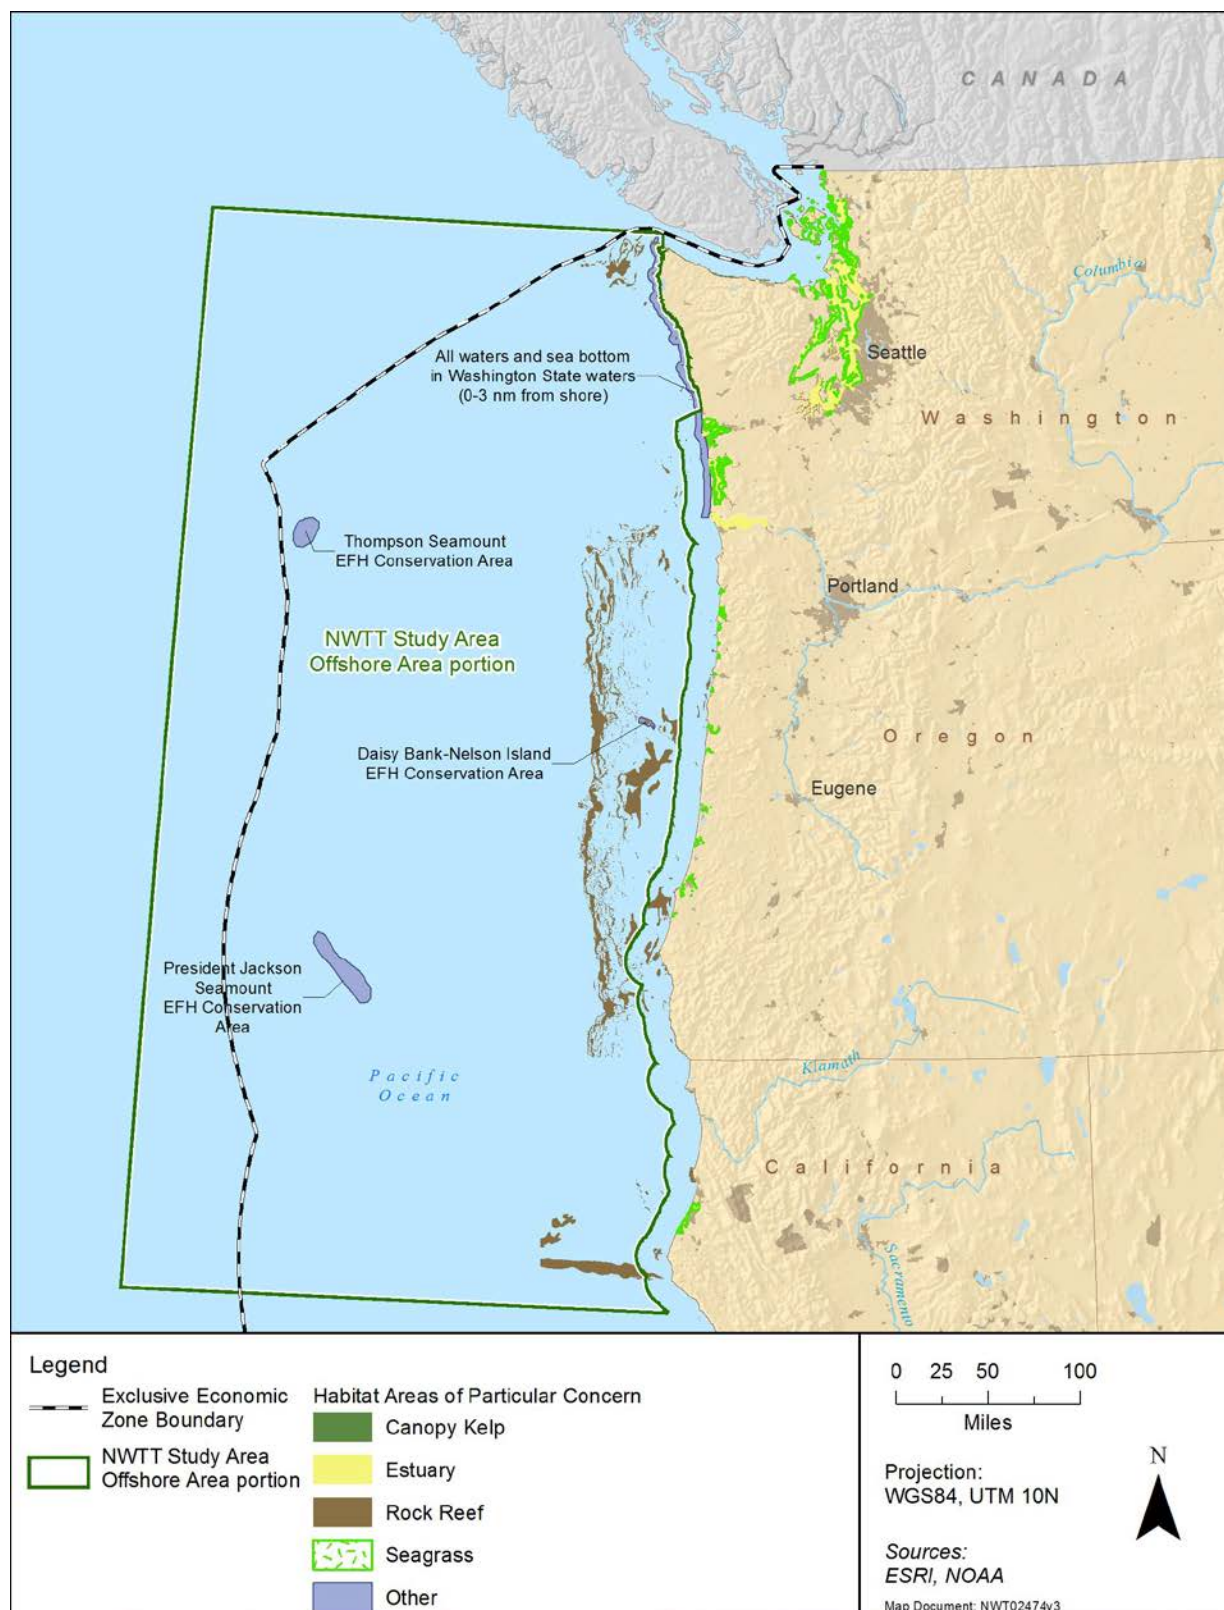 CANADA
Columbia
Seattle
All waters and sea bottom
in Washington State waters
(0-3 nm from shore)
Washington
Thompson Seamount
EFH Conservation Area
Portland
NWTT Study Area
Offshore Area portion
Oregon
Daisy Bank-Nelson Island
EFH Conservation Area
Eugene
President Jackson
Seamount
EFH Conservation
Area
Pacific
Ocean
Klamath
California
Sacramento
Legend
Exclusive Economic
Zone Boundary
NWTT Study Area
Offshore Area portion
Habitat Areas of Particular Concern
Canopy Kelp
Estuary
Rock Reef
Seagrass
Other
0 25 50 100
Miles
N
Projection:
WGS84, UTM 10N
Sources:
ESRI, NOAA
Map Document: NWT02474v3